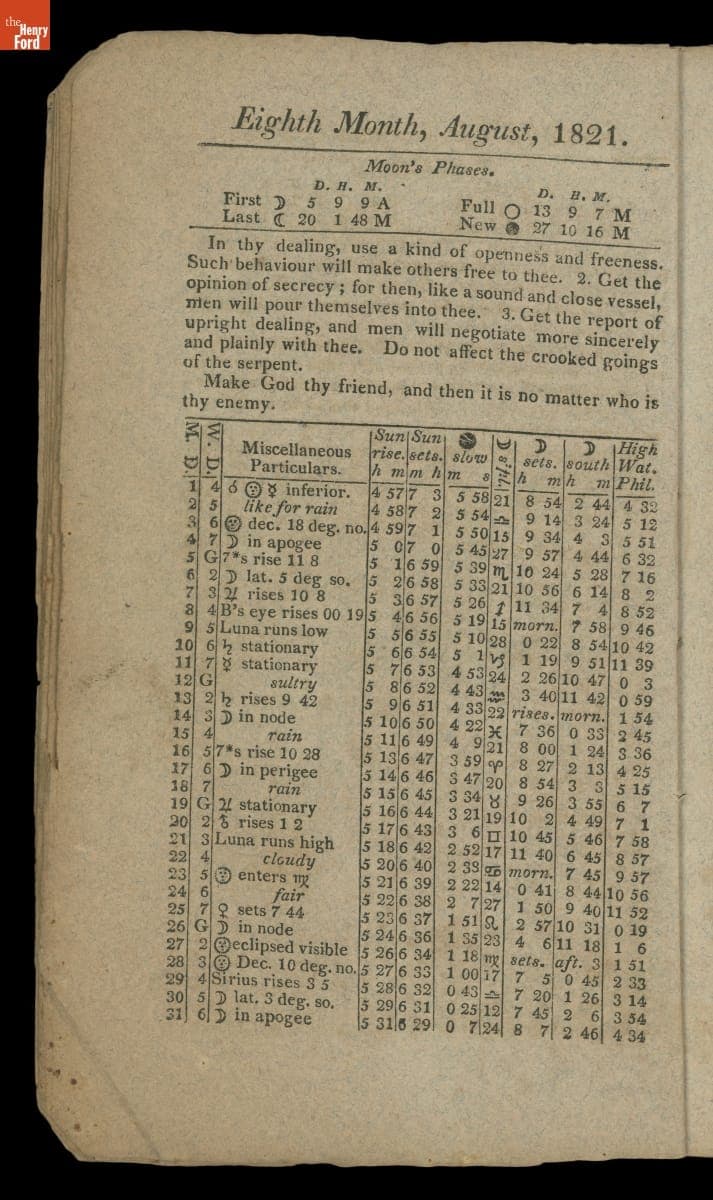 the
Henry
Ford
Eighth Month, August, 1821.
Moon's Phases.
D. H. M. D. H. M.
First ☽ 5 9 9 A Full ○ 13 9 7 M
Last ☾ 20 1 48 M New ● 27 10 16 M
In thy dealing, use a kind of openness and freeness.
Such behaviour will make others free to thee. 2. Get the
opinion of secrecy; for then, like a sound and close vessel,
men will pour themselves into thee. 3. Get the report of
upright dealing, and men will negotiate more sincerely
and plainly with thee. Do not affect the crooked goings
of the serpent.
Make God thy friend, and then it is no matter who is
thy enemy.
M. D. W. D. Miscellaneous Particulars. Sun rise. h m Sun sets. h m ☉ slow m s ☽'s pl. ☽ sets. h m ☽ south h m High Wat. Phil.
1 4 ☌ ☉ ☿ inferior. 4 57 7 3 5 58 21 8 54 2 44 4 32
2 5 like for rain 4 58 7 2 5 54 ♎ 9 14 3 24 5 12
3 6 ☉ dec. 18 deg. no. 4 59 7 1 5 50 15 9 34 4 3 5 51
4 7 ☽ in apogee 5 0 7 0 5 45 27 9 57 4 44 6 32
5 G 7*s rise 11 8 5 1 6 59 5 39 ♏ 10 24 5 28 7 16
6 2 ☽ lat. 5 deg so. 5 2 6 58 5 33 21 10 56 6 14 8 2
7 3 ♃ rises 10 8 5 3 6 57 5 26 ♐ 11 34 7 4 8 52
8 4 B's eye rises 00 19 5 4 6 56 5 19 15 morn. 7 58 9 46
9 5 Luna runs low 5 5 6 55 5 10 28 0 22 8 54 10 42
10 6 ♄ stationary 5 6 6 54 5 1 ♑ 1 19 9 51 11 39
11 7 ☿ stationary 5 7 6 53 4 53 24 2 26 10 47 0 3
12 G sultry 5 8 6 52 4 43 ♒ 3 40 11 42 0 59
13 2 ♄ rises 9 42 5 9 6 51 4 33 22 rises. morn. 1 54
14 3 ☽ in node 5 10 6 50 4 22 ♓ 7 36 0 33 2 45
15 4 rain 5 11 6 49 4 9 21 8 00 1 24 3 36
16 5 7*s rise 10 28 5 13 6 47 3 59 ♈ 8 27 2 13 4 25
17 6 ☽ in perigee 5 14 6 46 3 47 20 8 54 3 3 5 15
18 7 rain 5 15 6 45 3 34 ♉ 9 26 3 55 6 7
19 G ♃ stationary 5 16 6 44 3 21 19 10 2 4 49 7 1
20 2 ♁ rises 1 2 5 17 6 43 3 6 ♊ 10 45 5 46 7 58
21 3 Luna runs high 5 18 6 42 2 52 17 11 40 6 45 8 57
22 4 cloudy 5 20 6 40 2 33 ♋ morn. 7 45 9 57
23 5 ☉ enters ♍ 5 21 6 39 2 22 14 0 41 8 44 10 56
24 6 fair 5 22 6 38 2 7 27 1 50 9 40 11 52
25 7 ♀ sets 7 44 5 23 6 37 1 51 ♌ 2 57 10 31 0 19
26 G ☽ in node 5 24 6 36 1 35 23 4 6 11 18 1 6
27 2 ☉ eclipsed visible 5 26 6 34 1 18 ♍ sets. aft. 3 1 51
28 3 ☉ Dec. 10 deg. no. 5 27 6 33 1 00 17 7 5 0 45 2 33
29 4 Sirius rises 3 5 5 28 6 32 0 43 ♎ 7 20 1 26 3 14
30 5 ☽ lat. 3 deg. so. 5 29 6 31 0 25 12 7 45 2 6 3 54
31 6 ☽ in apogee 5 31 6 29 0 7 24 8 7 2 46 4 34